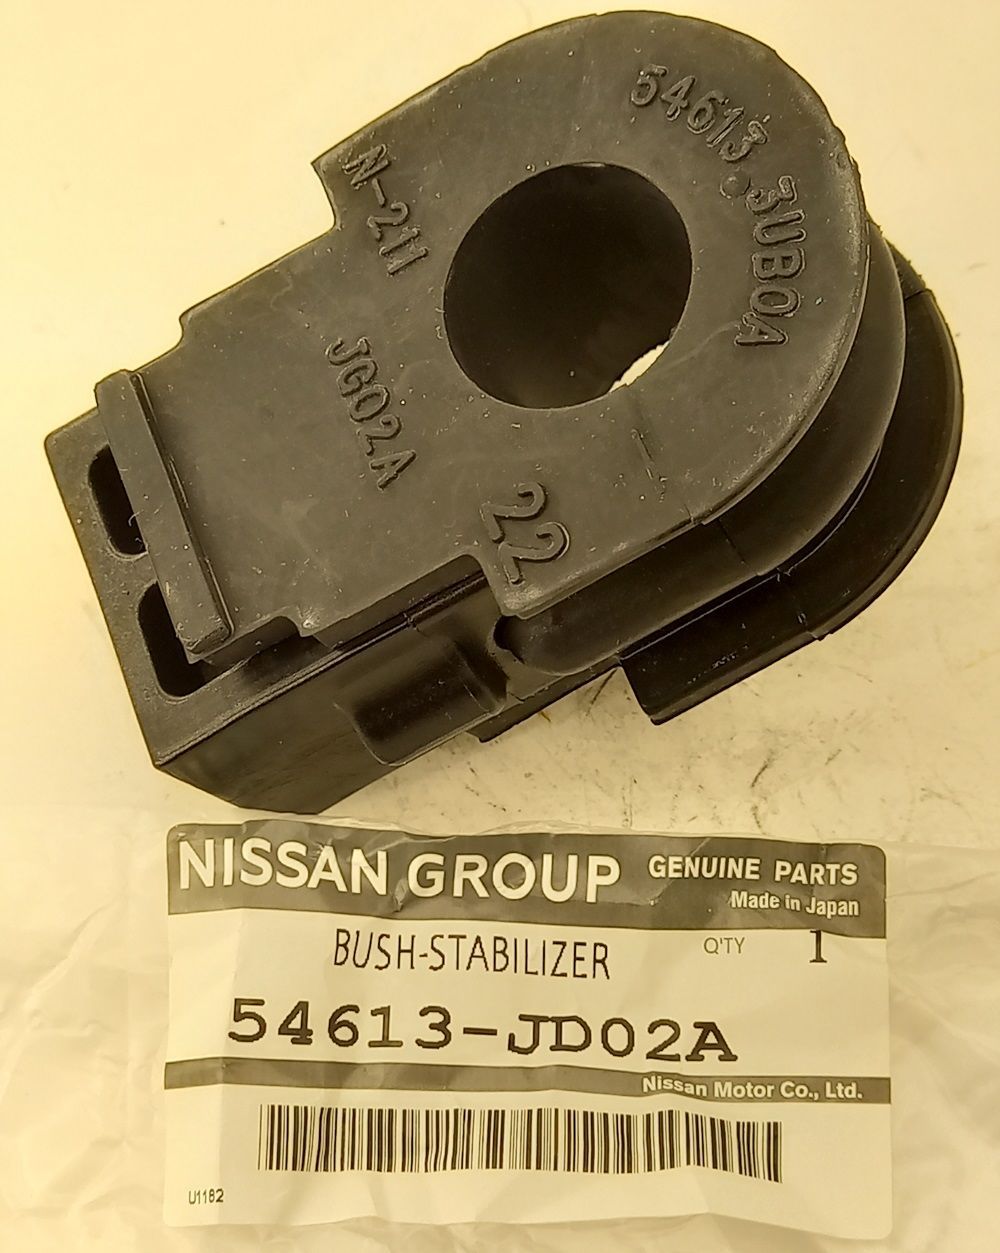 54613.3UB0A
N-211
JG02A
22
NISSAN GROUP GENUINE PARTS
Made in Japan
BUSH-STABILIZER Q'TY 1
54613-JD02A
Nissan Motor Co., Ltd.
U1182